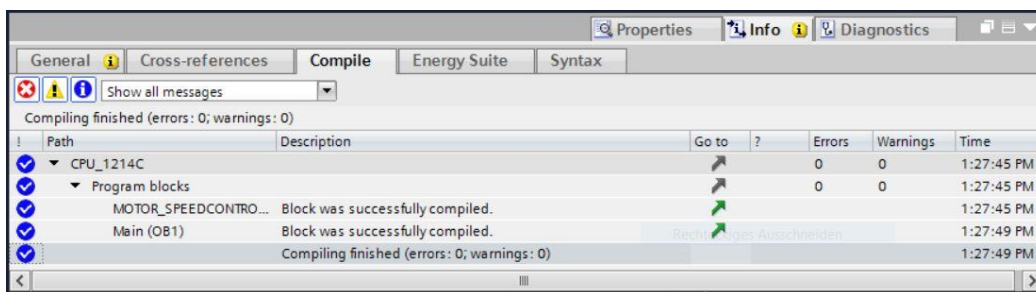 Properties Info Diagnostics
General Cross-references Compile Energy Suite Syntax
Show all messages
Compiling finished (errors: 0; warnings: 0)
! Path Description Go to ? Errors Warnings Time
CPU_1214C 0 0 1:27:45 PM
Program blocks 0 0 1:27:45 PM
MOTOR_SPEEDCONTRO... Block was successfully compiled. 1:27:45 PM
Main (OB1) Block was successfully compiled. 1:27:49 PM
Ausschneiden
Compiling finished (errors: 0; warnings: 0) 1:27:49 PM